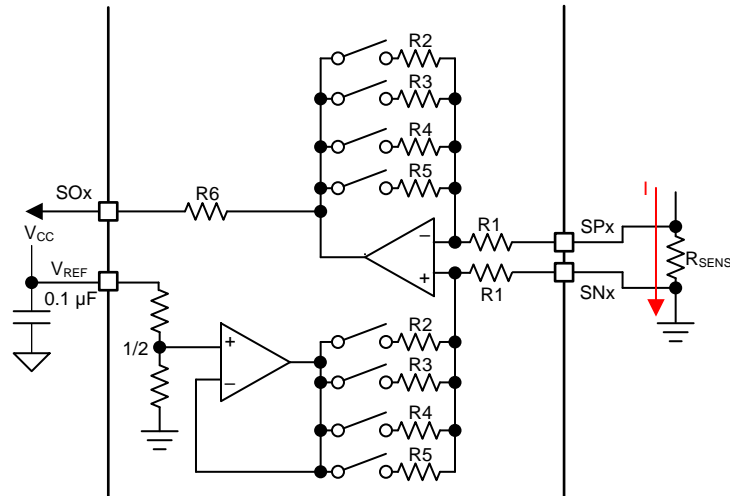 R2
R3
R4
R5
SOx
R6
R1
SPx
I
RSENS
VCC
VREF
0.1 µF
−
+
R1
SNx
1/2
+
−
R2
R3
R4
R5